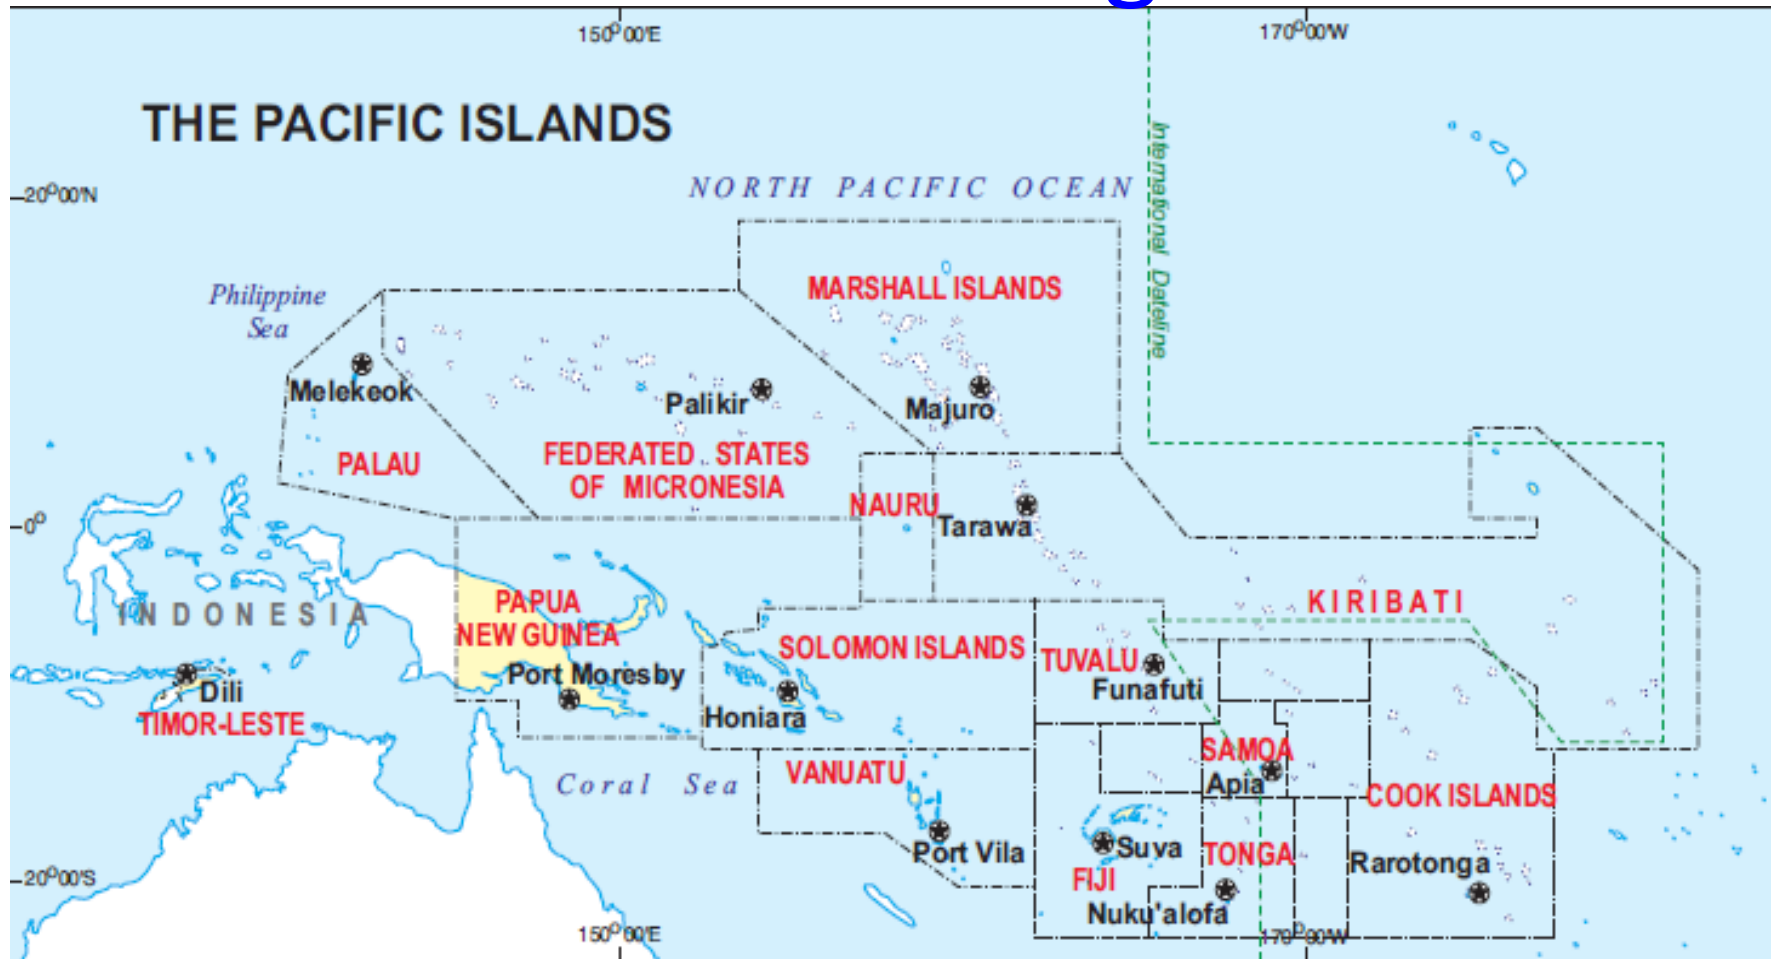 150°00'E
170°00'W
THE PACIFIC ISLANDS
International Dateline
20°00'N
NORTH PACIFIC OCEAN
Philippine
Sea
MARSHALL ISLANDS
Melekeok
Palikir
Majuro
PALAU
FEDERATED STATES
OF MICRONESIA
NAURU
Tarawa
0°
INDONESIA
PAPUA
NEW GUINEA
KIRIBATI
SOLOMON ISLANDS
TUVALU
Funafuti
Port Moresby
Dili
TIMOR-LESTE
Honiara
SAMOA
Apia
VANUATU
Coral Sea
COOK ISLANDS
Port Vila
Suva
TONGA
Rarotonga
20°00'S
FIJI
Nuku'alofa
150°00'E
170°00'W